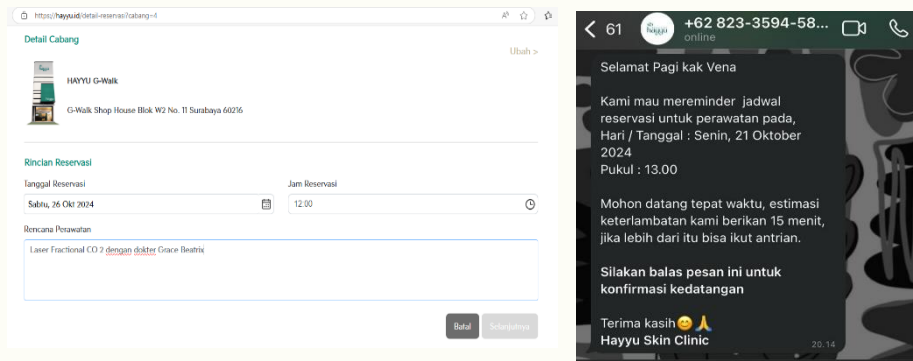 https://hayyu.id/detail-reservasi?cabang=4
Detail Cabang
Ubah >
HAYYU G-Walk
G-Walk Shop House Blok W2 No. 11 Surabaya 60216
Rincian Reservasi
Tanggal Reservasi
Jam Reservasi
Sabtu, 26 Okt 2024
12:00
Rencana Perawatan
Laser Fractional CO 2 dengan dokter Grace Beatrix
Batal
Selanjutnya
61
hayyu
+62 823-3594-58...
online
Selamat Pagi kak Vena
Kami mau mereminder jadwal
reservasi untuk perawatan pada,
Hari / Tanggal : Senin, 21 Oktober
2024
Pukul : 13.00
Mohon datang tepat waktu, estimasi
keterlambatan kami berikan 15 menit,
jika lebih dari itu bisa ikut antrian.
Silakan balas pesan ini untuk
konfirmasi kedatangan
Terima kasih😊🙏
Hayyu Skin Clinic
20.14